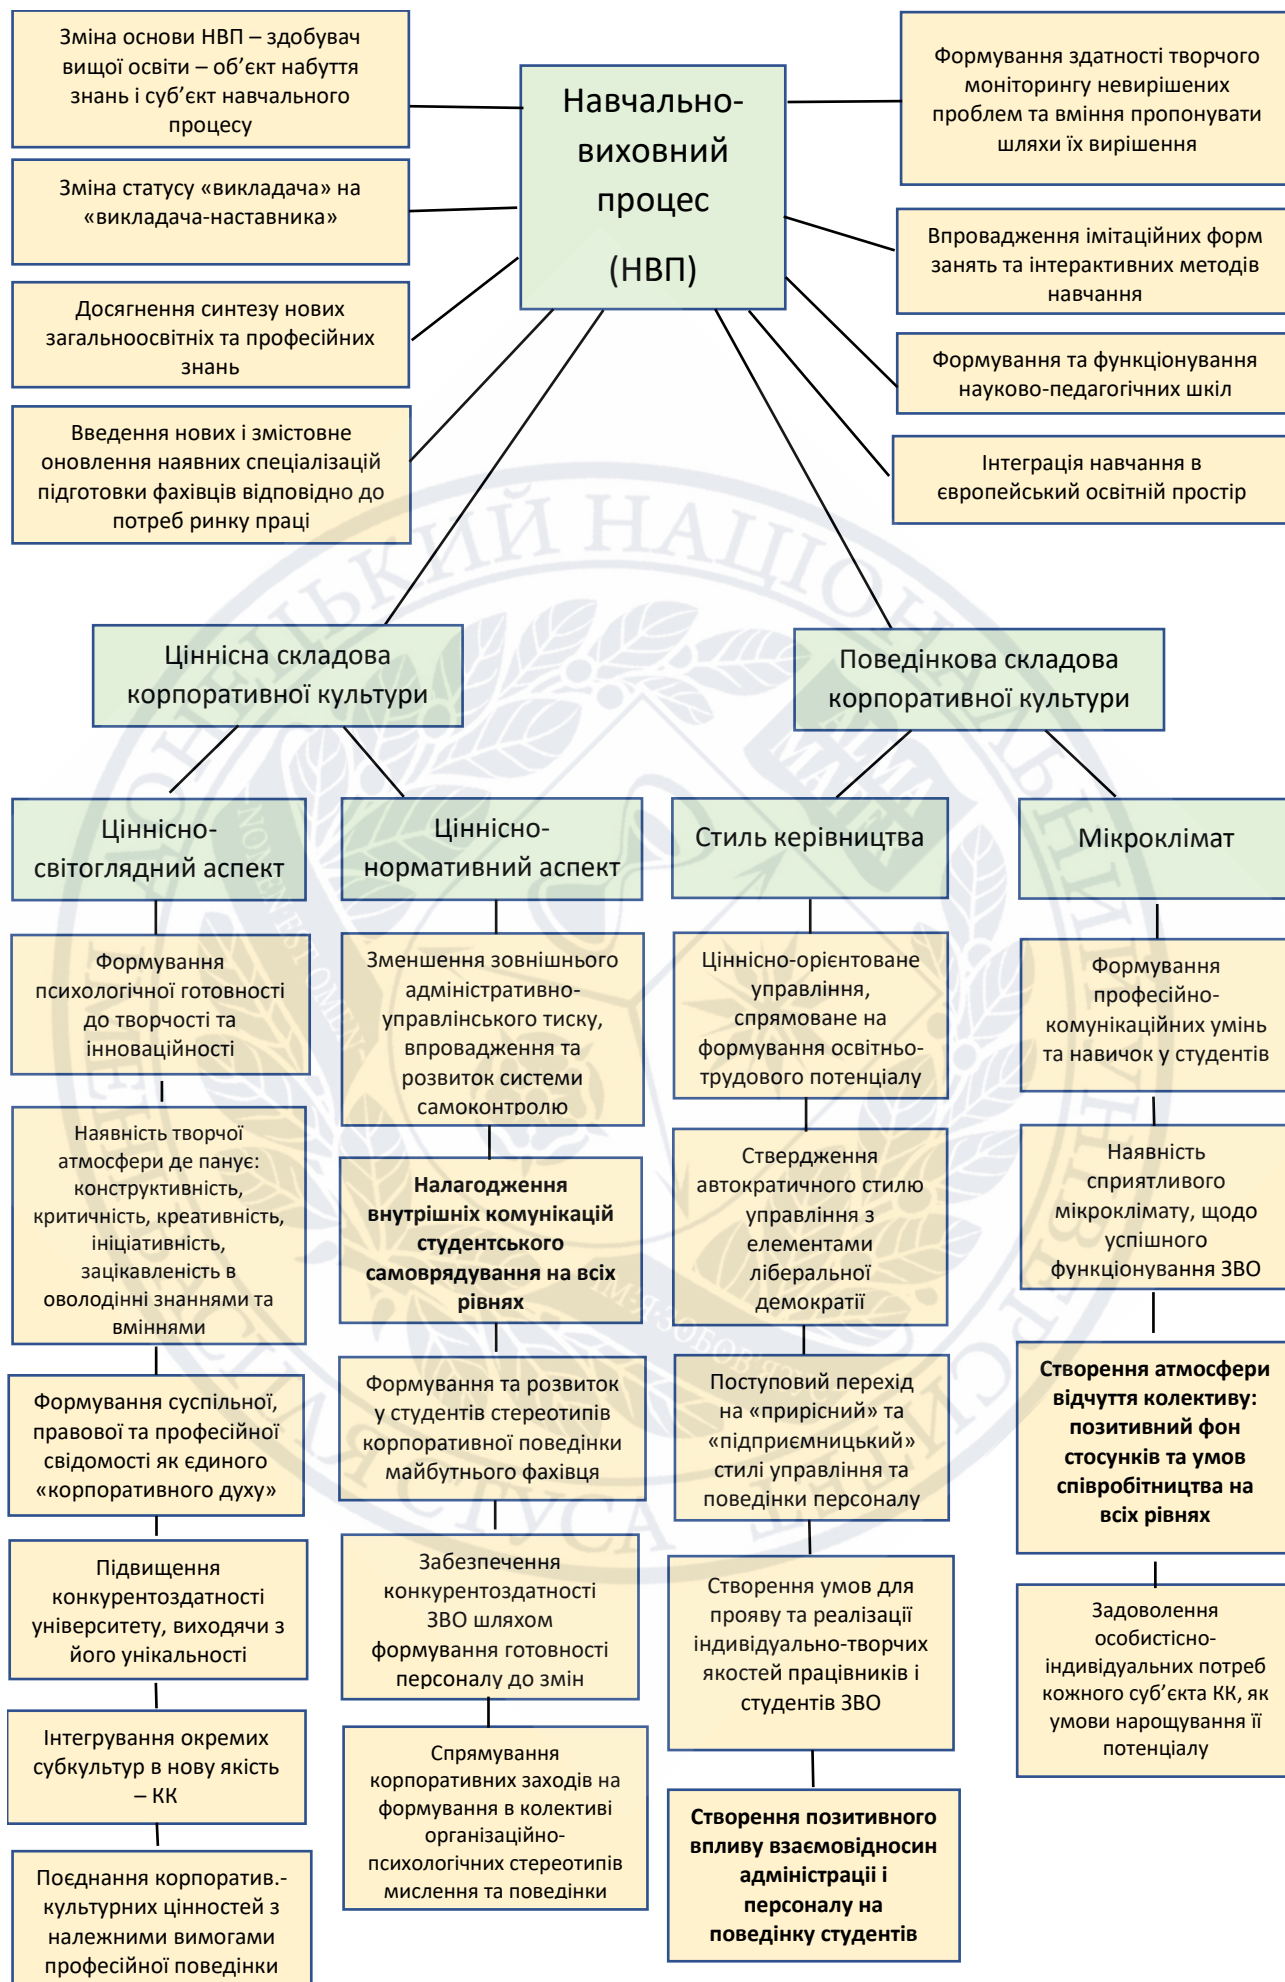 Зміна основи НВП – здобувач
вищої освіти – об’єкт набуття
знань і суб’єкт навчального
процесу
Зміна статусу «викладача» на
«викладача-наставника»
Досягнення синтезу нових
загальноосвітніх та професійних
знань
Введення нових і змістовне
оновлення наявних спеціалізацій
підготовки фахівців відповідно до
потреб ринку праці
Навчально-
виховний
процес
(НВП)
Формування здатності творчого
моніторингу невирішених
проблем та вміння пропонувати
шляхи їх вирішення
Впровадження імітаційних форм
занять та інтерактивних методів
навчання
Формування та функціонування
науково-педагогічних шкіл
Інтеграція навчання в
європейський освітній простір
Ціннісна складова
корпоративної культури
Поведінкова складова
корпоративної культури
Ціннісно-
світоглядний аспект
Формування
психологічної готовності
до творчості та
інноваційності
Наявність творчої
атмосфери де панує:
конструктивність,
критичність, креативність,
ініціативність,
зацікавленість в
оволодінні знаннями та
вміннями
Формування суспільної,
правової та професійної
свідомості як єдиного
«корпоративного духу»
Підвищення
конкурентоздатності
університету, виходячи з
його унікальності
Інтегрування окремих
субкультур в нову якість
– КК
Поєднання корпоратив.-
культурних цінностей з
належними вимогами
професійної поведінки
Ціннісно-
нормативний аспект
Зменшення зовнішнього
адміністративно-
управлінського тиску,
впровадження та
розвиток системи
самоконтролю
Налагодження
внутрішніх комунікацій
студентського
самоврядування на всіх
рівнях
Формування та розвиток
у студентів стереотипів
корпоративної поведінки
майбутнього фахівця
Забезпечення
конкурентоздатності
ЗВО шляхом
формування готовності
персоналу до змін
Спрямування
корпоративних заходів на
формування в колективі
організаційно-
психологічних стереотипів
мислення та поведінки
Стиль керівництва
Ціннісно-орієнтоване
управління,
спрямоване на
формування освітньо-
трудового потенціалу
Ствердження
автократичного стилю
управління з
елементами
ліберальної
демократії
Поступовий перехід
на «прирісний» та
«підприємницький»
стилі управління та
поведінки персоналу
Створення умов для
прояву та реалізації
індивідуально-творчих
якостей працівників і
студентів ЗВО
Створення позитивного
впливу взаємовідносин
адміністрації і
персоналу на
поведінку студентів
Мікроклімат
Формування
професійно-
комунікаційних умінь
та навичок у студентів
Наявність
сприятливого
мікроклімату, щодо
успішного
функціонування ЗВО
Створення атмосфери
відчуття колективу:
позитивний фон
стосунків та умов
співробітництва на
всіх рівнях
Задоволення
особистісно-
індивідуальних потреб
кожного суб’єкта КК, як
умови нарощування її
потенціалу
ДОНЕЦЬКИЙ НАЦІОНАЛЬНИЙ УНІВЕРСИТЕТ
ІМЕНІ ВАСИЛЯ СТУСА
ALMA
MATER